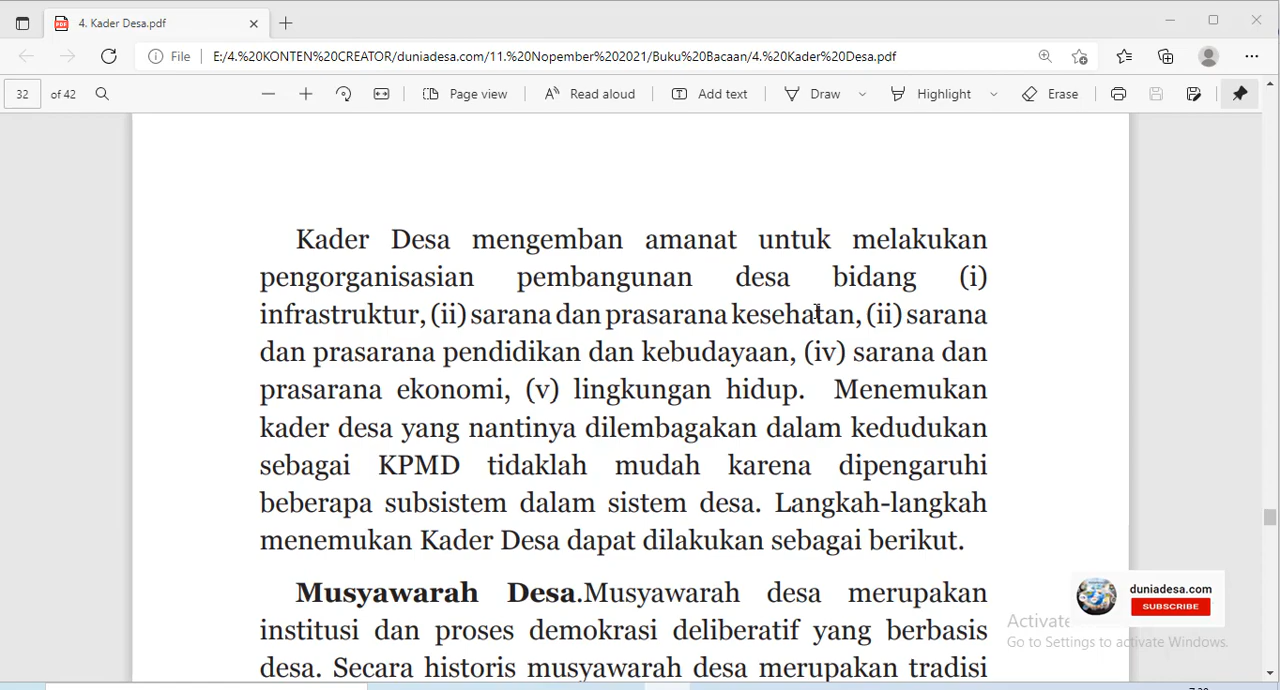 4. Kader Desa.pdf
File E:/4.%20KONTEN%20CREATOR/duniadesa.com/11.%20Nopember%202021/Buku%20Bacaan/4.%20Kader%20Desa.pdf
32 of 42 Page view Read aloud Add text Draw Highlight Erase
Kader Desa mengemban amanat untuk melakukan
pengorganisasian pembangunan desa bidang (i)
infrastruktur, (ii) sarana dan prasarana kesehatan, (ii) sarana
dan prasarana pendidikan dan kebudayaan, (iv) sarana dan
prasarana ekonomi, (v) lingkungan hidup. Menemukan
kader desa yang nantinya dilembagakan dalam kedudukan
sebagai KPMD tidaklah mudah karena dipengaruhi
beberapa subsistem dalam sistem desa. Langkah-langkah
menemukan Kader Desa dapat dilakukan sebagai berikut.
Musyawarah Desa.Musyawarah desa merupakan
institusi dan proses demokrasi deliberatif yang berbasis
desa. Secara historis musyawarah desa merupakan tradisi
duniadesa.com
SUBSCRIBE
Activate
Go to Settings to activate Windows.